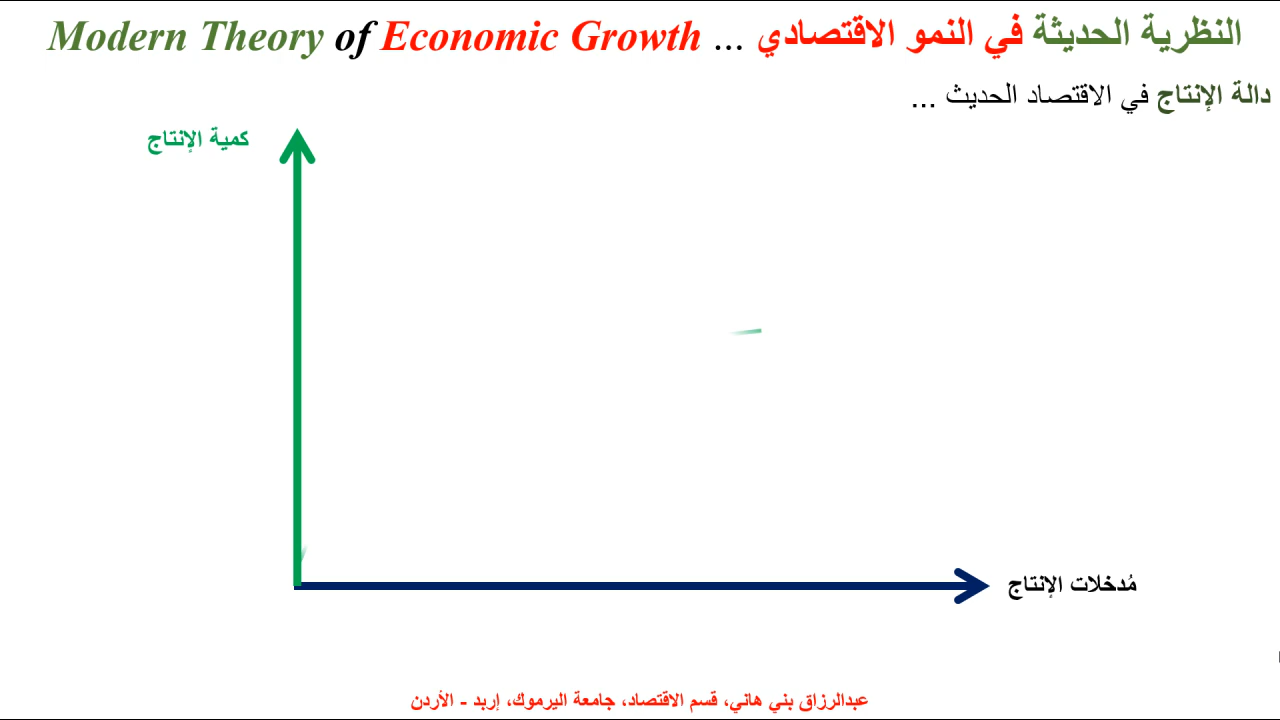 النظرية الحديثة في النمو الاقتصادي ... Modern Theory of Economic Growth
دالة الإنتاج في الاقتصاد الحديث ...
كمية الإنتاج
مُدخلات الإنتاج
عبدالرزاق بني هاني، قسم الاقتصاد، جامعة اليرموك، إربد - الأردن